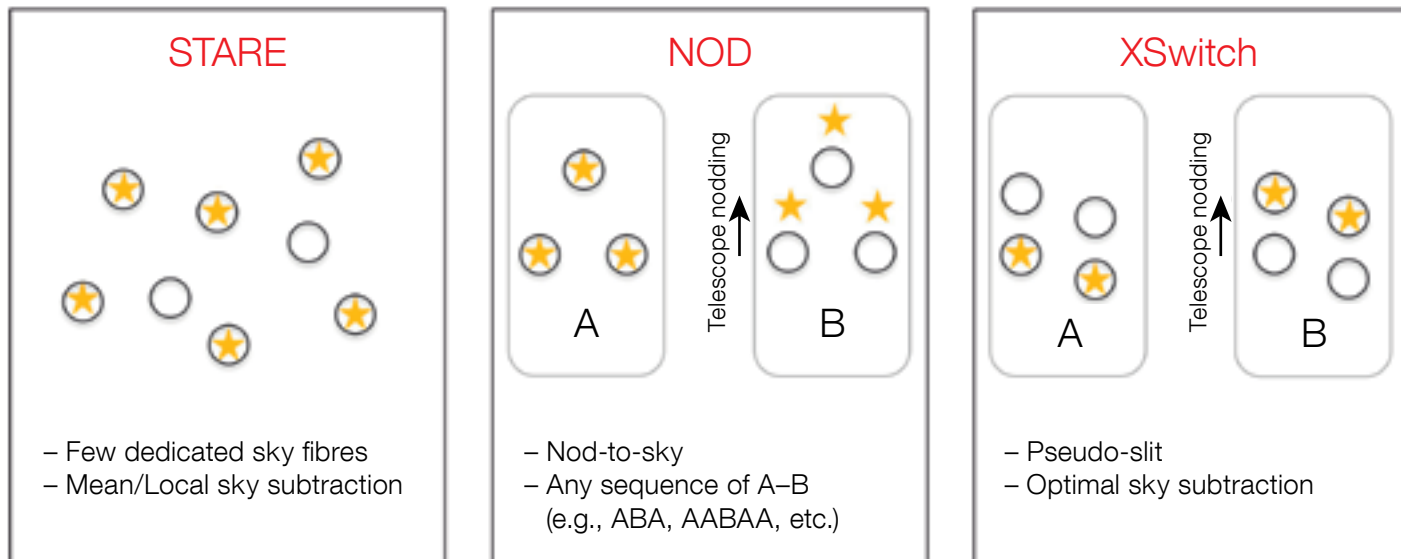 STARE
– Few dedicated sky fibres
– Mean/Local sky subtraction
NOD
Telescope nodding
A
B
– Nod-to-sky
– Any sequence of A–B
(e.g., ABA, AABAA, etc.)
XSwitch
Telescope nodding
A
B
– Pseudo-slit
– Optimal sky subtraction